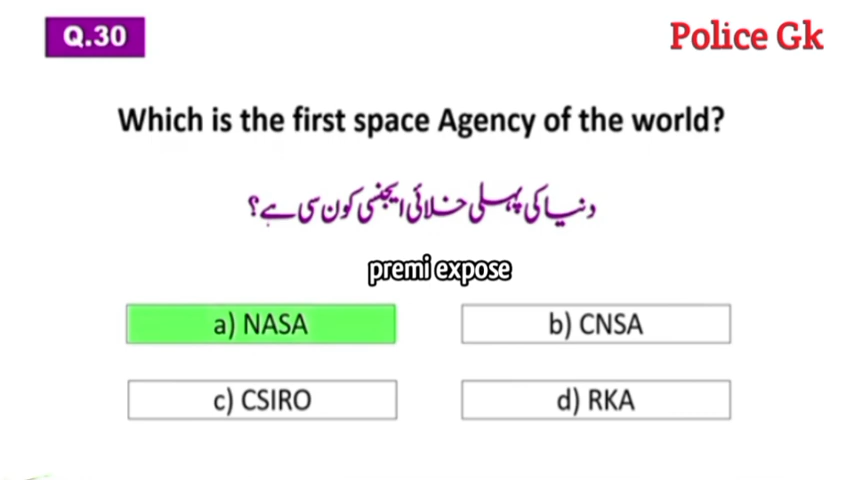 Q.30
Police Gk
Which is the first space Agency of the world?
دنیا کی پہلی خلائی ایجنسی کون سی ہے؟
premi expose
a) NASA
b) CNSA
c) CSIRO
d) RKA